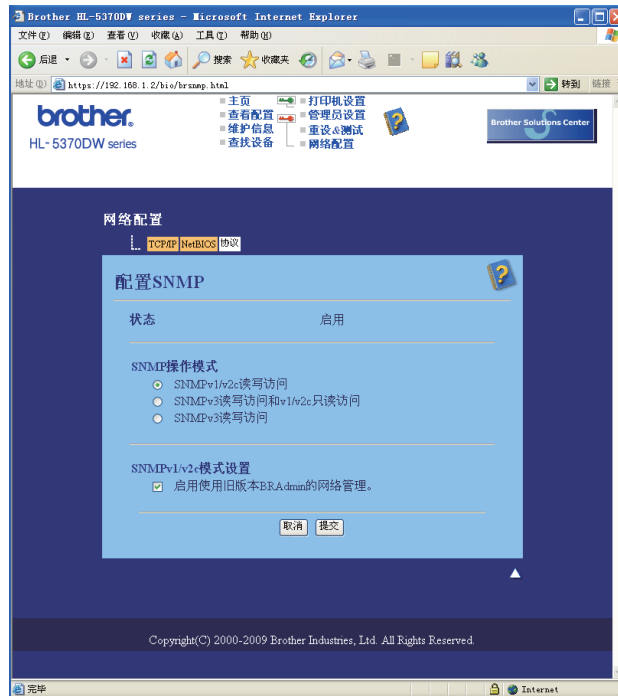 Brother HL-5370DW series - Microsoft Internet Explorer
文件(F) 编辑(E) 查看(V) 收藏(A) 工具(T) 帮助(H)
后退 搜索 收藏夹
地址(D) https://192.168.1.2/bio/brsnmp.html 转到 链接
brother.
HL-5370DW series
主页
查看配置
维护信息
查找设备
打印机设置
管理员设置
重设&测试
网络配置
Brother Solutions Center
网络配置
TCP/IP NetBIOS 协议
配置SNMP
状态 启用
SNMP操作模式
SNMPv1/v2c读写访问
SNMPv3读写访问和v1/v2c只读访问
SNMPv3读写访问
SNMPv1/v2c模式设置
启用使用旧版本BRAdmin的网络管理。
取消 提交
Copyright(C) 2000-2009 Brother Industries, Ltd. All Rights Reserved.
完毕 Internet